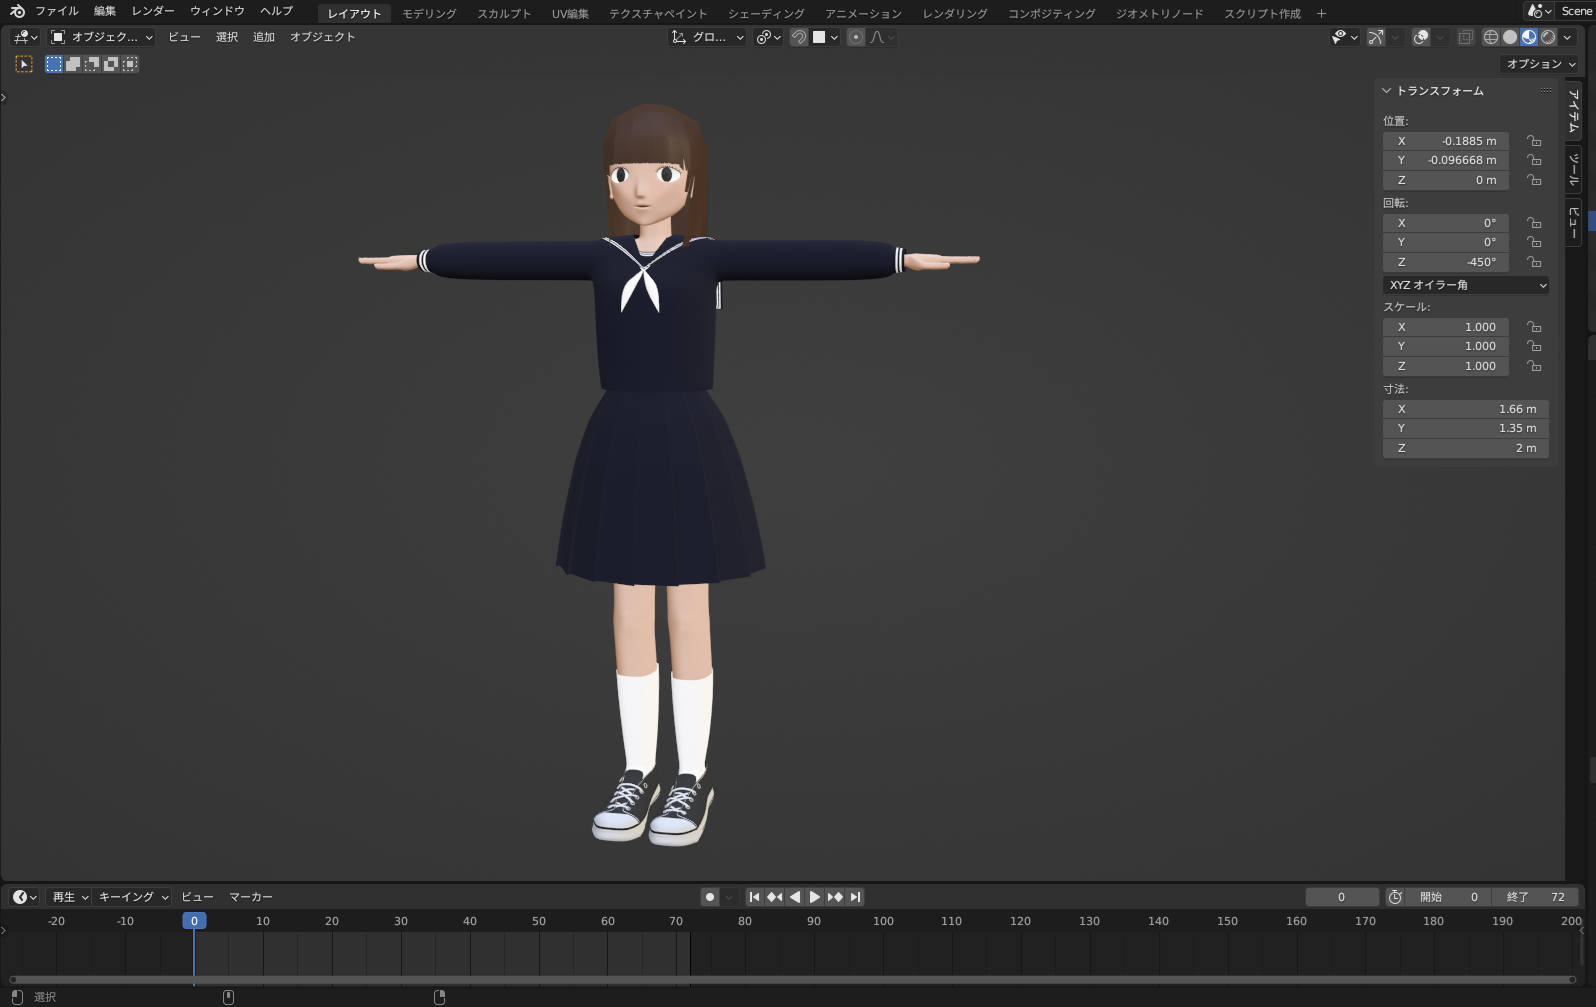 ファイル 編集 レンダー ウィンドウ ヘルプ レイアウト モデリング スカルプト UV編集 テクスチャペイント シェーディング アニメーション レンダリング コンポジティング ジオメトリノード スクリプト作成 + Scene
オブジェク... ビュー 選択 追加 オブジェクト グロ...
オプション
トランスフォーム
位置:
X -0.1885 m
Y -0.096668 m
Z 0 m
回転:
X 0°
Y 0°
Z -450°
XYZ オイラー角
スケール:
X 1.000
Y 1.000
Z 1.000
寸法:
X 1.66 m
Y 1.35 m
Z 2 m
アイテム
ツール
ビュー
再生 キーイング ビュー マーカー 0 開始 0 終了 72
-20 -10 0 10 20 30 40 50 60 70 80 90 100 110 120 130 140 150 160 170 180 190 200
選択